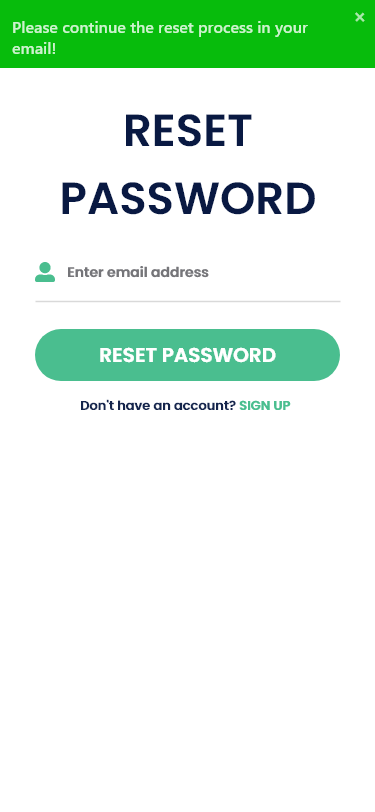 Please continue the reset process in your
email!
×
RESET
PASSWORD
Enter email address
RESET PASSWORD
Don't have an account? SIGN UP